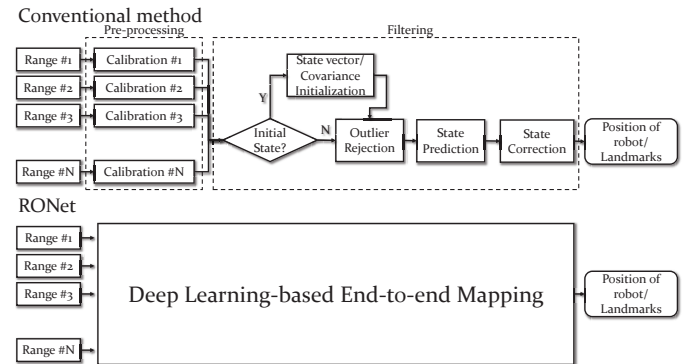 Conventional method
Pre-processing
Filtering
Range #1
Calibration #1
Range #2
Calibration #2
Range #3
Calibration #3
Range #N
Calibration #N
Y
State vector/
Covariance
Initialization
Initial
State?
N
Outlier
Rejection
State
Prediction
State
Correction
Position of
robot/
Landmarks
RONet
Range #1
Range #2
Range #3
Range #N
Deep Learning-based End-to-end Mapping
Position of
robot/
Landmarks